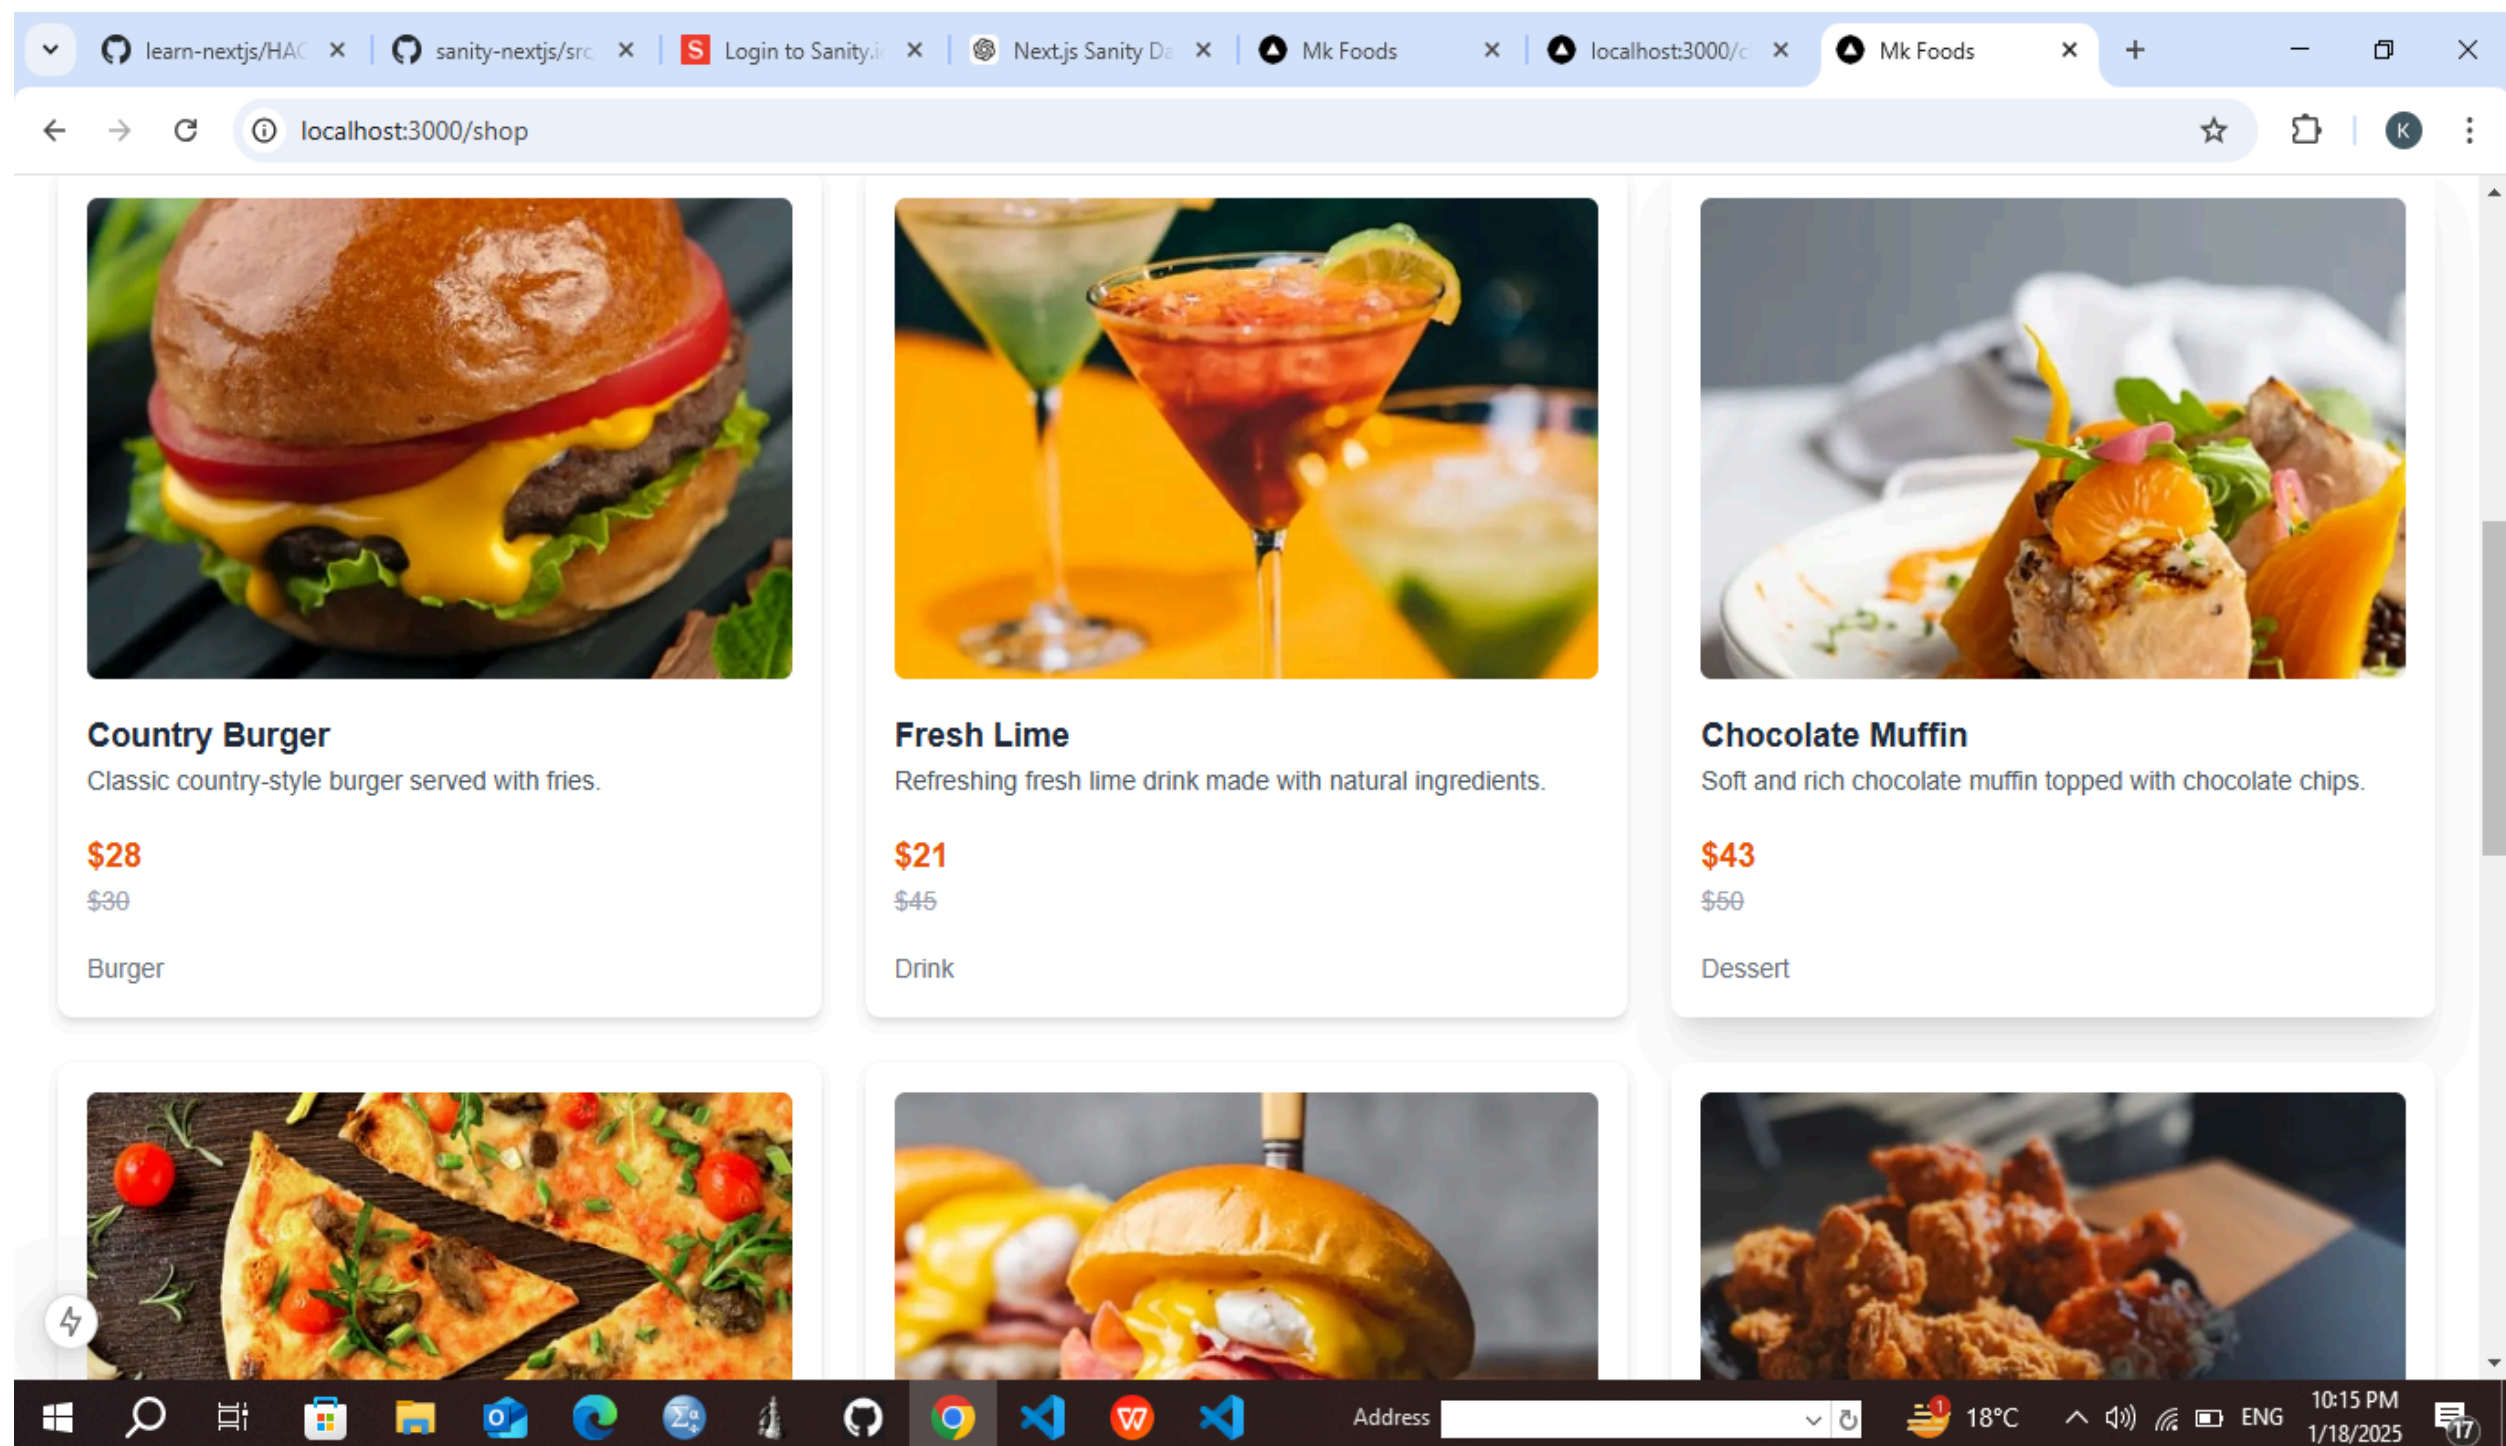 learn-nextjs/HAC
sanity-nextjs/src
Login to Sanity.i
Next.js Sanity Da
Mk Foods
localhost:3000/c
Mk Foods
localhost:3000/shop
K
Country Burger
Classic country-style burger served with fries.
$28
$30
Burger
Fresh Lime
Refreshing fresh lime drink made with natural ingredients.
$21
$45
Drink
Chocolate Muffin
Soft and rich chocolate muffin topped with chocolate chips.
$43
$50
Dessert
Address
1
18°C
ENG
10:15 PM
1/18/2025
17